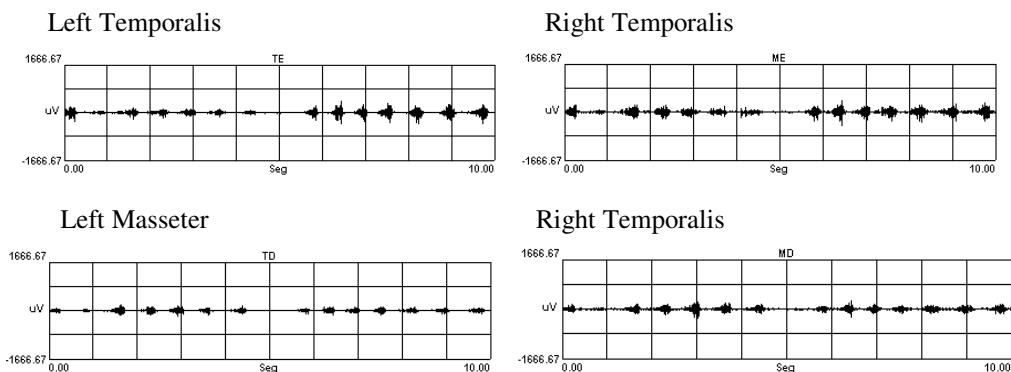 Left Temporalis
Right Temporalis
TE
1666.67
uV
-1666.67
0.00
Seg
10.00
ME
1666.67
uV
-1666.67
0.00
Seg
10.00
Left Masseter
Right Temporalis
TD
1666.67
uV
-1666.67
0.00
Seg
10.00
MD
1666.67
uV
-1666.67
0.00
Seg
10.00